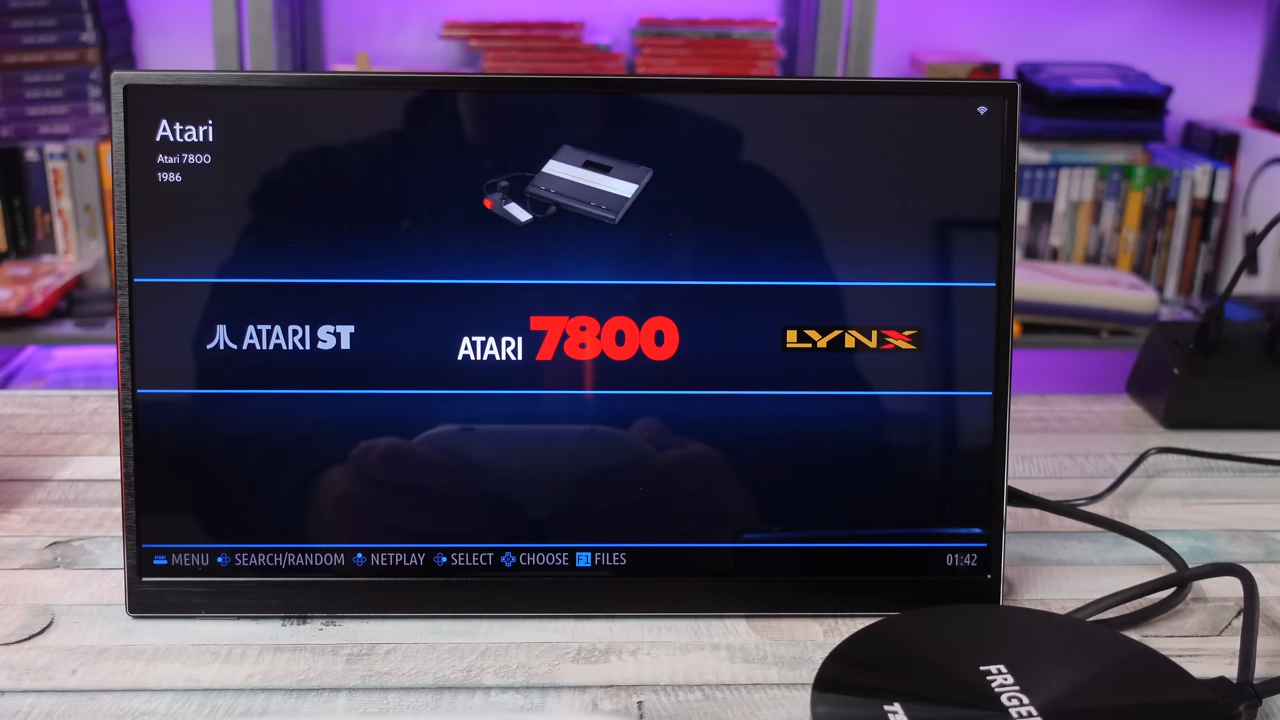 Atari
Atari 7800
1986
ATARI ST
ATARI 7800
LYNX
START MENU SEARCH/RANDOM NETPLAY SELECT CHOOSE F1 FILES
01:42